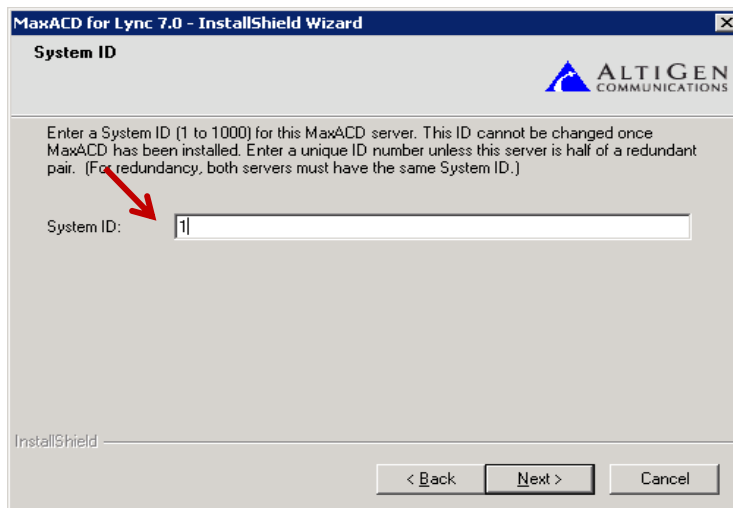 MaxACD for Lync 7.0 - InstallShield Wizard
System ID
ALTIGEN
COMMUNICATIONS
Enter a System ID (1 to 1000) for this MaxACD server. This ID cannot be changed once
MaxACD has been installed. Enter a unique ID number unless this server is half of a redundant
pair. (For redundancy, both servers must have the same System ID.)
System ID:
1
InstallShield
< Back
Next >
Cancel